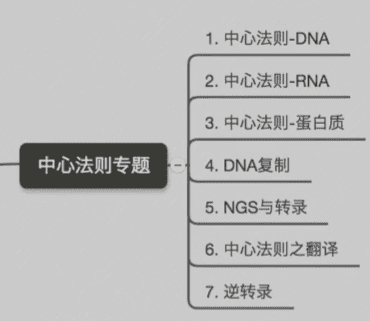 中心法则专题
1. 中心法则-DNA
2. 中心法则-RNA
3. 中心法则-蛋白质
4. DNA复制
5. NGS与转录
6. 中心法则之翻译
7. 逆转录